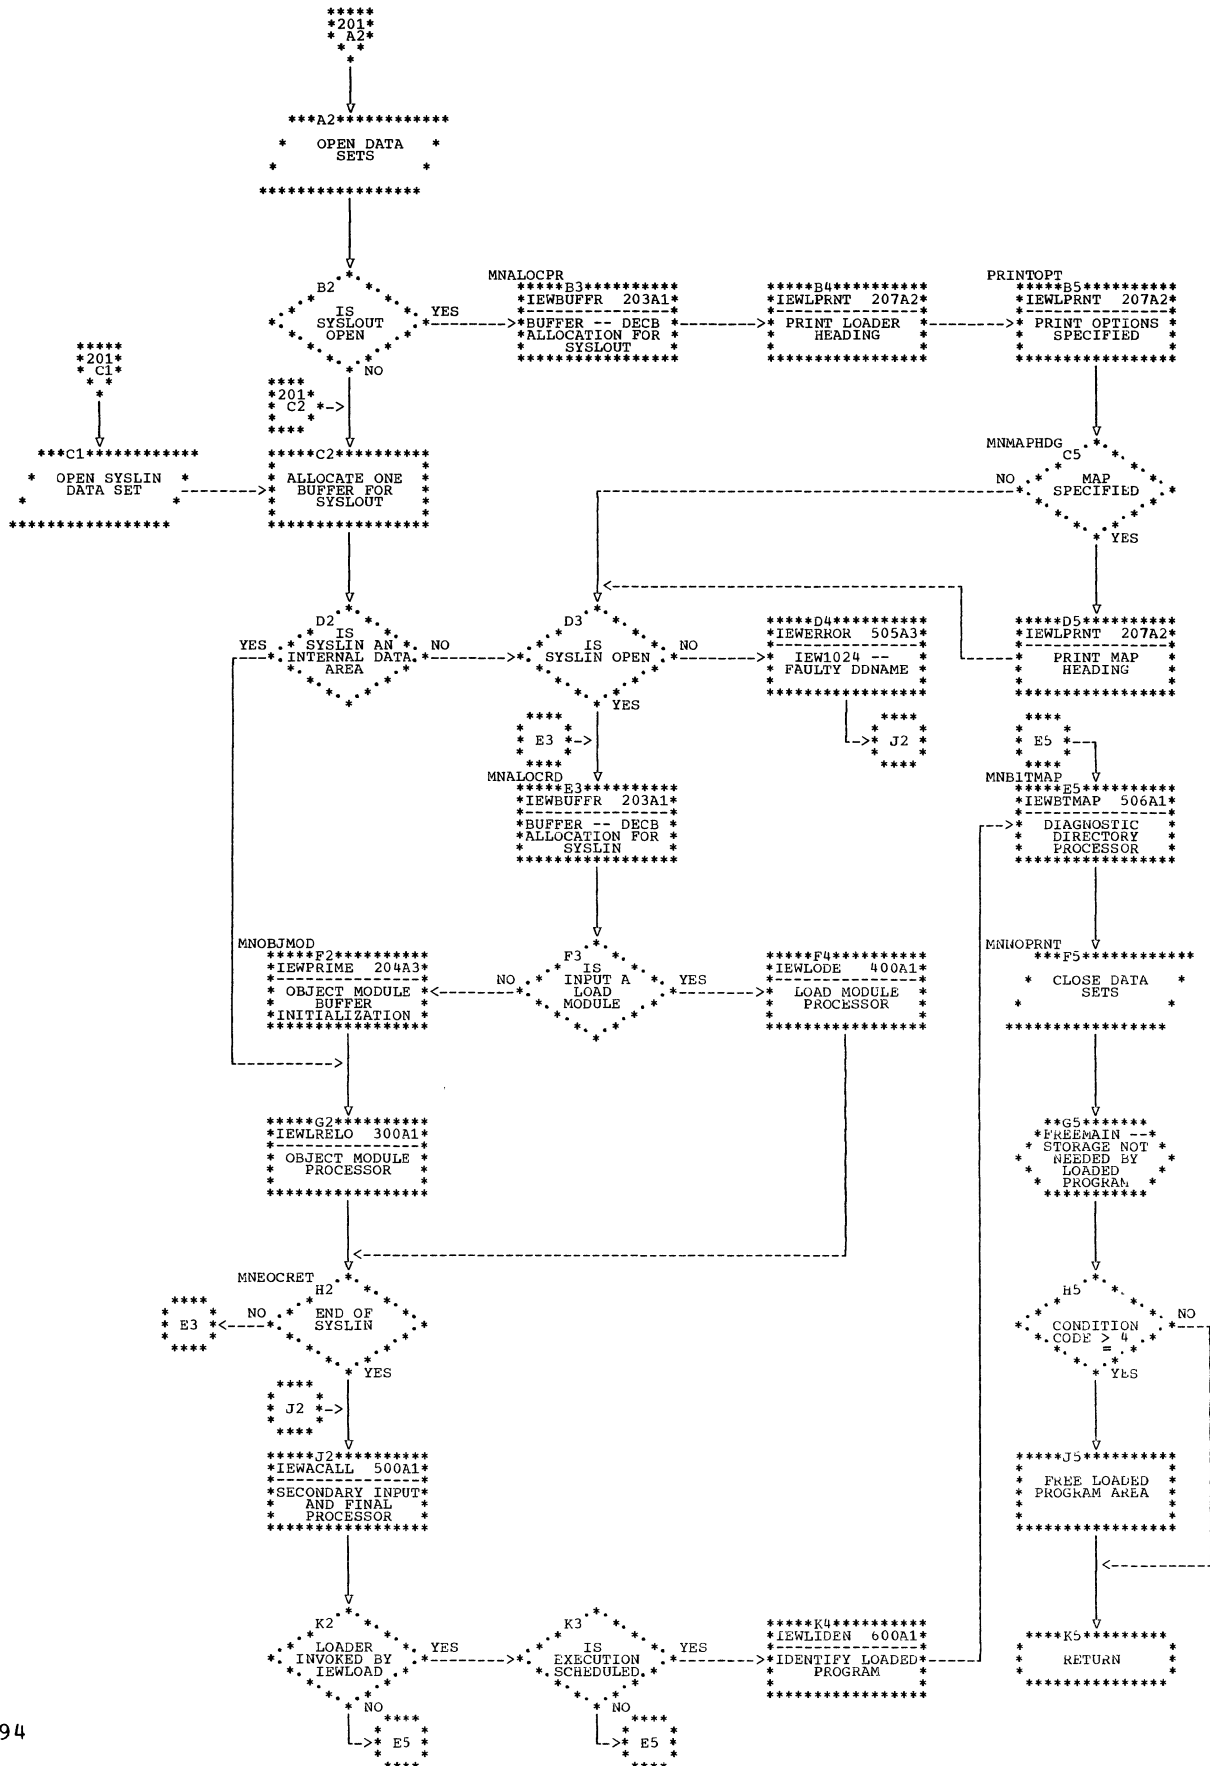 201
A2
A2
OPEN DATA
SETS
B2
IS
SYSLOUT
OPEN
YES
NO
MNALOCPR
B3
IEWBUFFR 203A1
BUFFER -- DECB
ALLOCATION FOR
SYSLOUT
B4
IEWLPRNT 207A2
PRINT LOADER
HEADING
PRINTOPT
B5
IEWLPRNT 207A2
PRINT OPTIONS
SPECIFIED
201
C1
201
C2
C1
OPEN SYSLIN
DATA SET
C2
ALLOCATE ONE
BUFFER FOR
SYSLOUT
MNMAPHDG
C5
MAP
SPECIFIED
NO
YES
D2
IS
SYSLIN AN
INTERNAL DATA
AREA
YES
NO
D3
IS
SYSLIN OPEN
NO
YES
D4
IEWERROR 505A3
IEW1024 --
FAULTY DDNAME
D5
IEWLPRNT 207A2
PRINT MAP
HEADING
E3
J2
E5
MNALOCRD
E3
IEWBUFFR 203A1
BUFFER -- DECB
ALLOCATION FOR
SYSLIN
MNBITMAP
E5
IEWBTMAP 506A1
DIAGNOSTIC
DIRECTORY
PROCESSOR
MNOBJMOD
F2
IEWPRIME 204A3
OBJECT MODULE
BUFFER
INITIALIZATION
F3
IS
INPUT A
LOAD
MODULE
NO
YES
F4
IEWLODE 400A1
LOAD MODULE
PROCESSOR
MNNOPRNT
F5
CLOSE DATA
SETS
G2
IEWLRELO 300A1
OBJECT MODULE
PROCESSOR
G5
FREEMAIN --
STORAGE NOT
NEEDED BY
LOADED
PROGRAM
MNEOCRET
H2
END OF
SYSLIN
NO
E3
YES
H5
CONDITION
CODE > 4
=
NO
YES
J2
J2
IEWACALL 500A1
SECONDARY INPUT
AND FINAL
PROCESSOR
J5
FREE LOADED
PROGRAM AREA
K2
LOADER
INVOKED BY
IEWLOAD
YES
NO
E5
K3
IS
EXECUTION
SCHEDULED
YES
NO
E5
K4
IEWLIDEN 600A1
IDENTIFY LOADED
PROGRAM
K5
RETURN
94